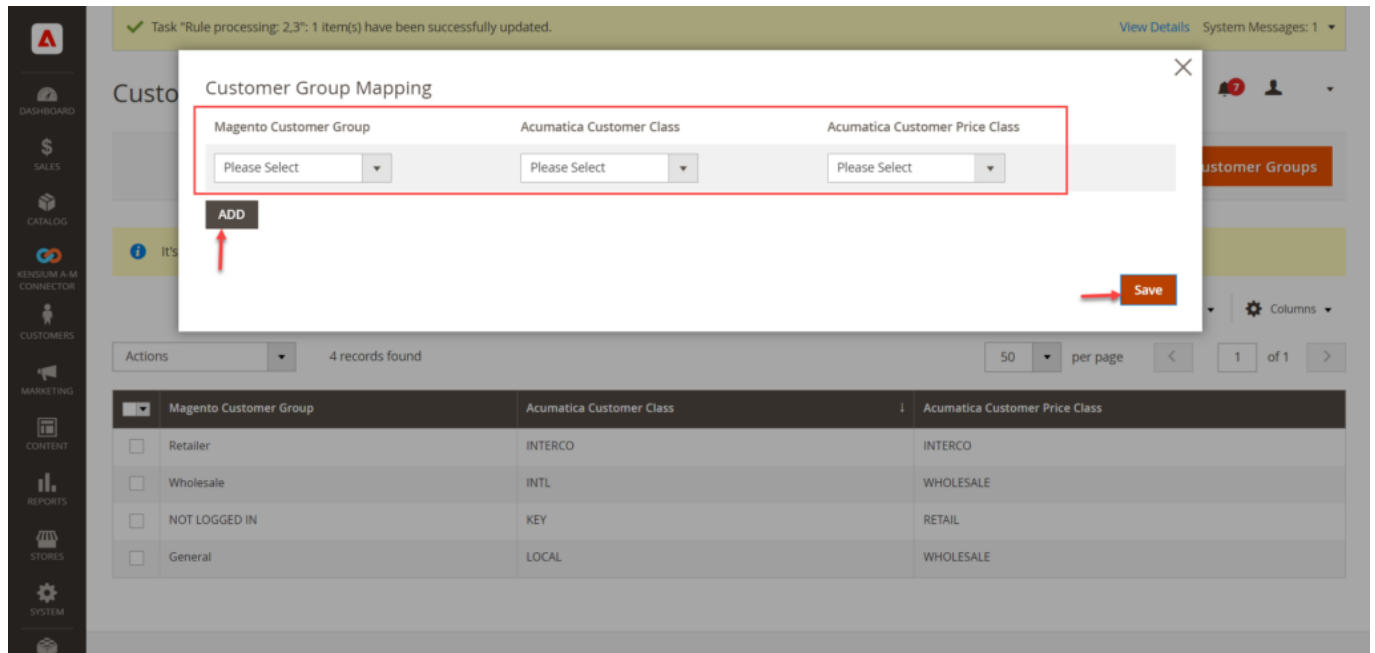 Task "Rule processing: 2,3": 1 item(s) have been successfully updated. View Details System Messages: 1
DASHBOARD
SALES
CATALOG
KENSIUM A-M
CONNECTOR
CUSTOMERS
MARKETING
CONTENT
REPORTS
STORES
SYSTEM
Custo
7
ustomer Groups
Customer Group Mapping
Magento Customer Group Acumatica Customer Class Acumatica Customer Price Class
Please Select Please Select Please Select
ADD
Save
It's
Columns
Actions 4 records found 50 per page 1 of 1
Magento Customer Group Acumatica Customer Class Acumatica Customer Price Class
Retailer INTERCO INTERCO
Wholesale INTL WHOLESALE
NOT LOGGED IN KEY RETAIL
General LOCAL WHOLESALE